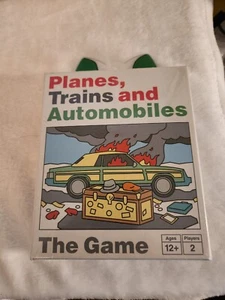 Planes,
Trains and
Automobiles
The Game
Ages
12+
Players
2